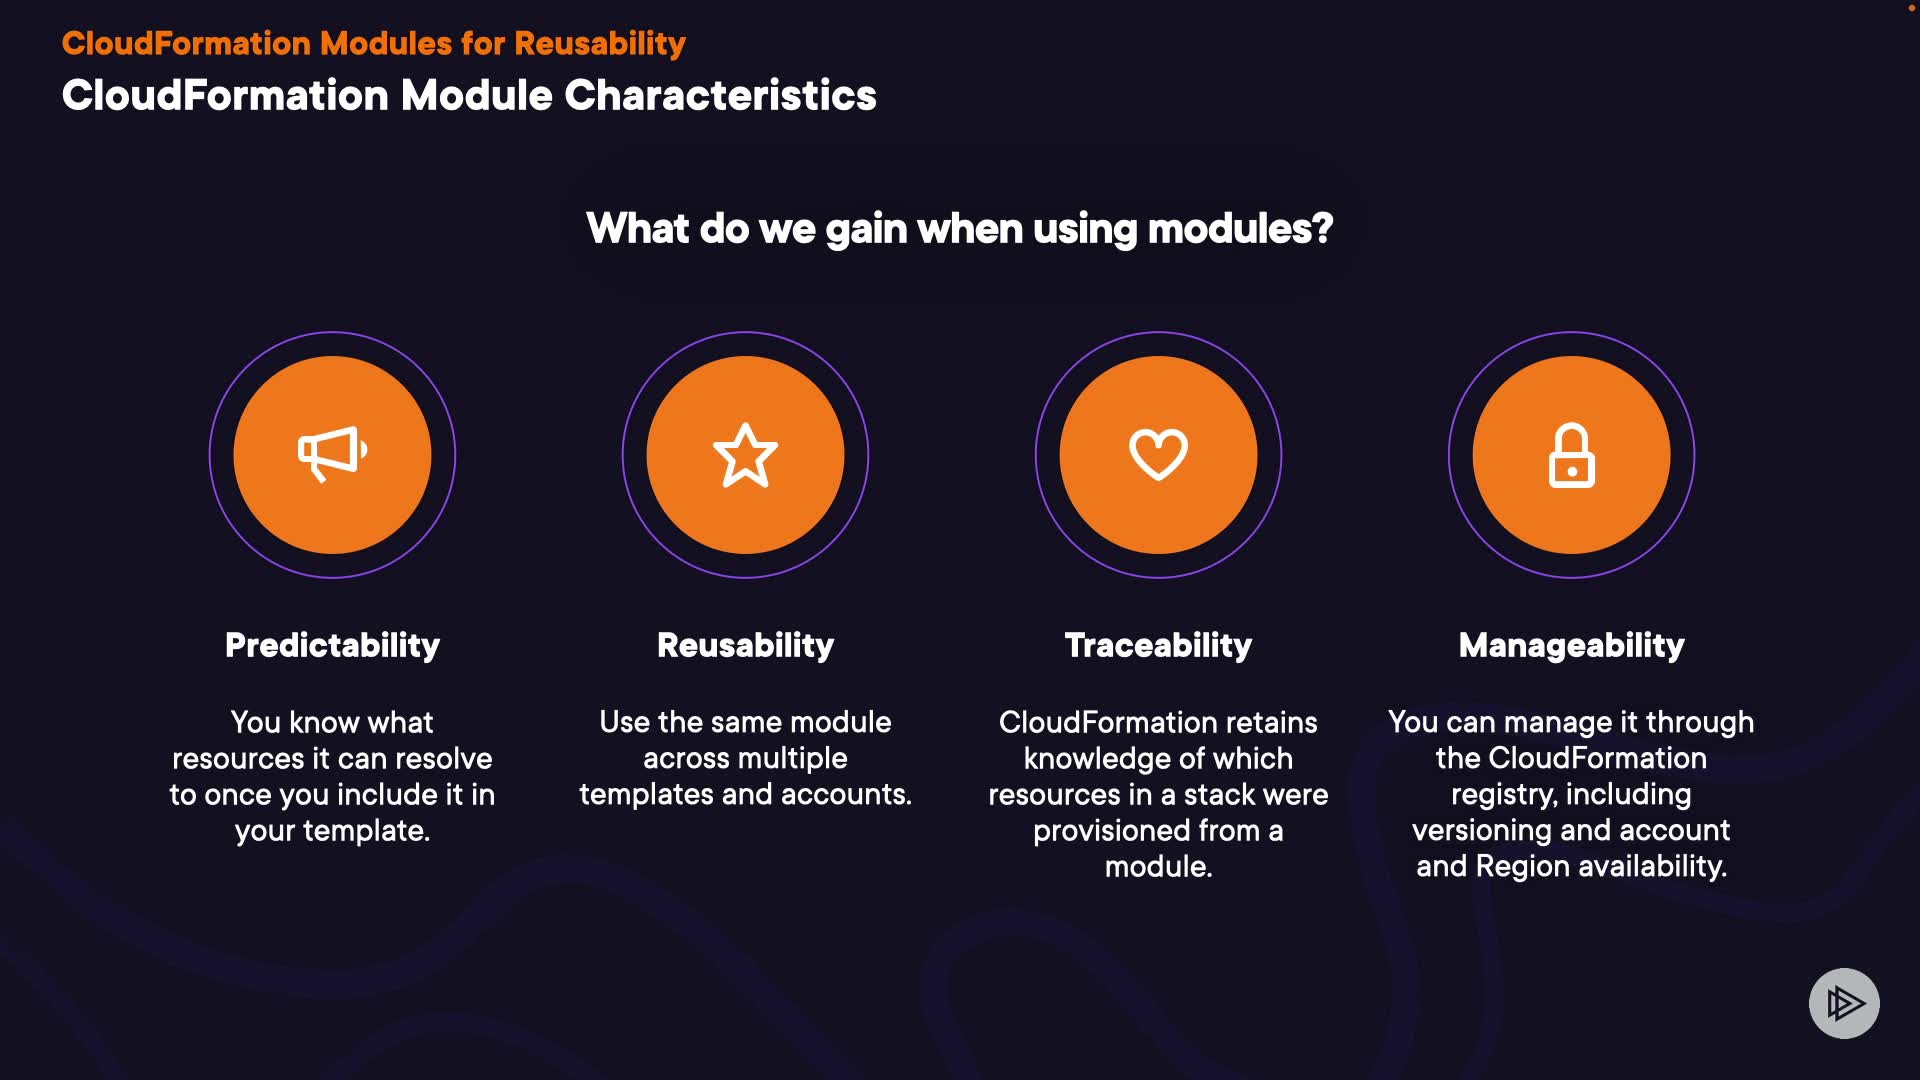 CloudFormation Modules for Reusability
CloudFormation Module Characteristics
What do we gain when using modules?
Predictability
You know what
resources it can resolve
to once you include it in
your template.
Reusability
Use the same module
across multiple
templates and accounts.
Traceability
CloudFormation retains
knowledge of which
resources in a stack were
provisioned from a
module.
Manageability
You can manage it through
the CloudFormation
registry, including
versioning and account
and Region availability.